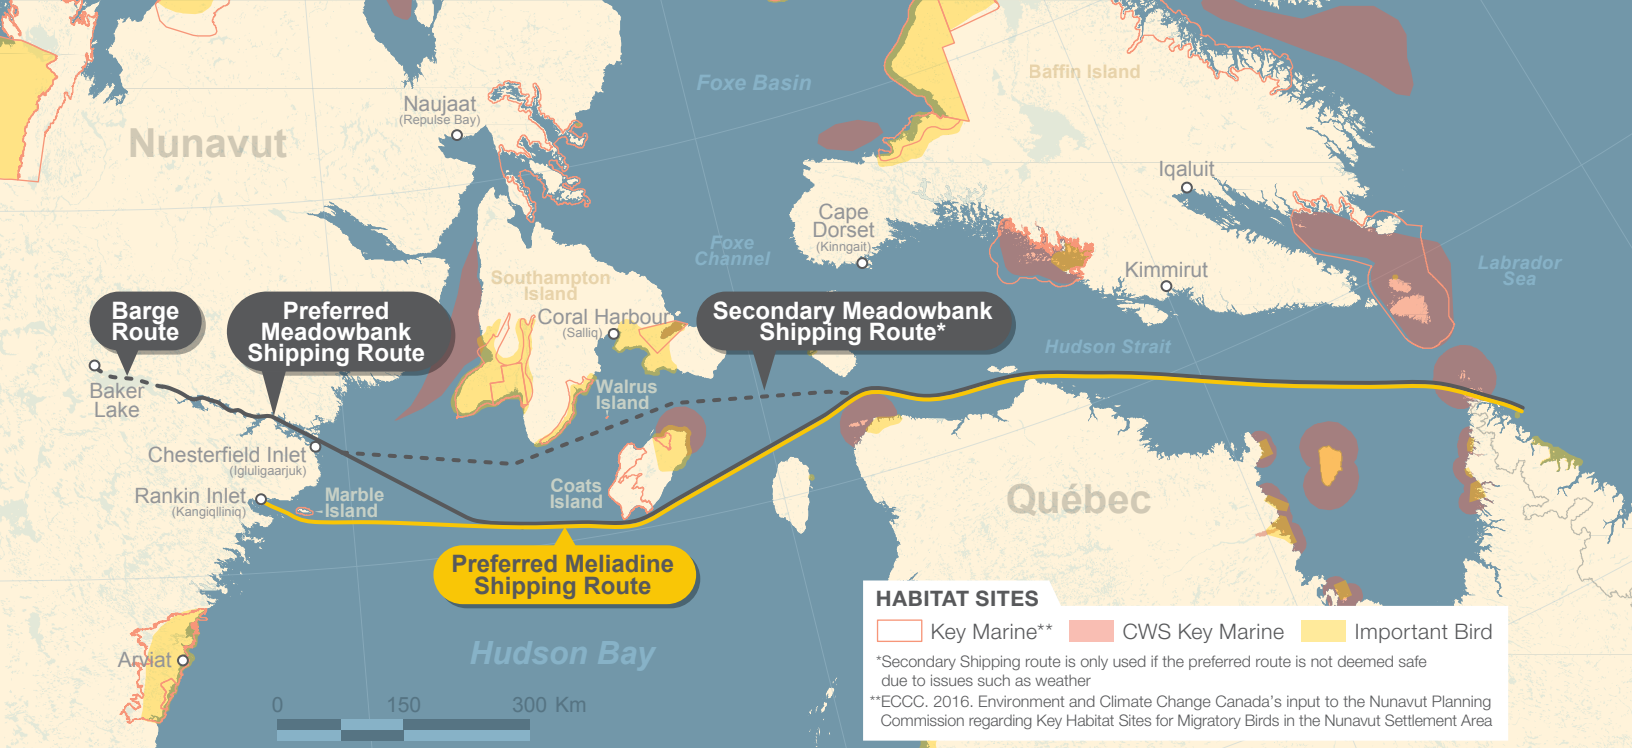 Foxe Basin
Baffin Island
Naujaat
(Repulse Bay)
Nunavut
Iqaluit
Cape
Dorset
(Kinngait)
Foxe
Channel
Kimmirut
Labrador
Sea
Southampton
Island
Coral Harbour
(Salliq)
Barge
Route
Preferred
Meadowbank
Shipping Route
Secondary Meadowbank
Shipping Route*
Hudson Strait
Baker
Lake
Walrus
Island
Chesterfield Inlet
(Igluligaarjuk)
Rankin Inlet
(Kangiqlliniq)
Marble
Island
Coats
Island
Québec
Preferred Meliadine
Shipping Route
Arviat
Hudson Bay
0 150 300 Km
HABITAT SITES
Key Marine**
CWS Key Marine
Important Bird
*Secondary Shipping route is only used if the preferred route is not deemed safe
due to issues such as weather
**ECCC. 2016. Environment and Climate Change Canada's input to the Nunavut Planning
Commission regarding Key Habitat Sites for Migratory Birds in the Nunavut Settlement Area